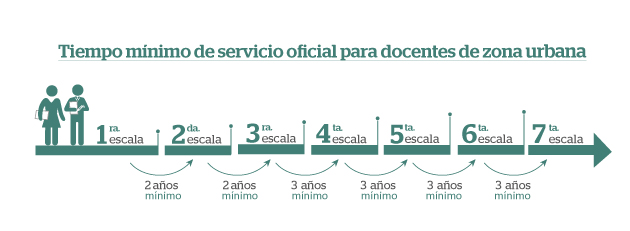 Tiempo mínimo de servicio oficial para docentes de zona urbana
1ra. escala
2da. escala
3ra. escala
4ta. escala
5ta. escala
6ta. escala
7ta. escala
2 años
mínimo
2 años
mínimo
3 años
mínimo
3 años
mínimo
3 años
mínimo
3 años
mínimo